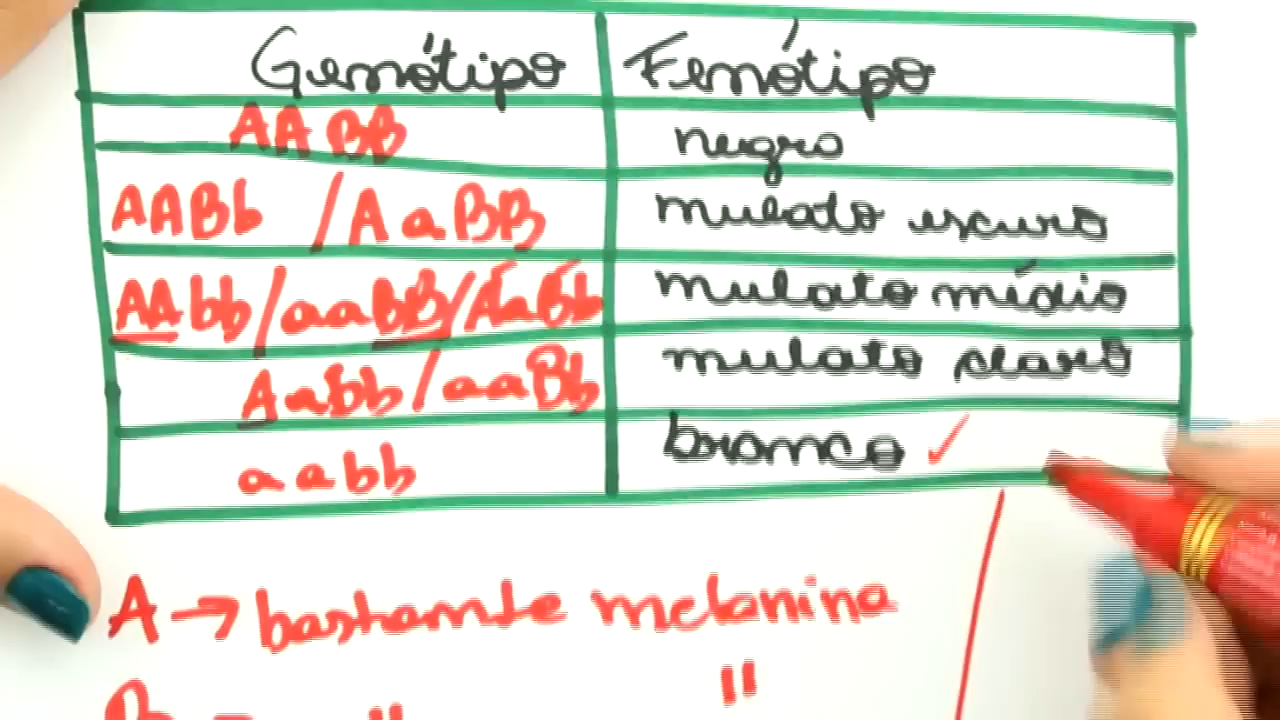 Genótipo Fenótipo
AABB negro
AABb / AaBB mulato escuro
AAbb/aaBB/AaBb mulato médio
Aabb/aaBb mulato claro
aabb branco ✓
A → bastante melanina
B → " "